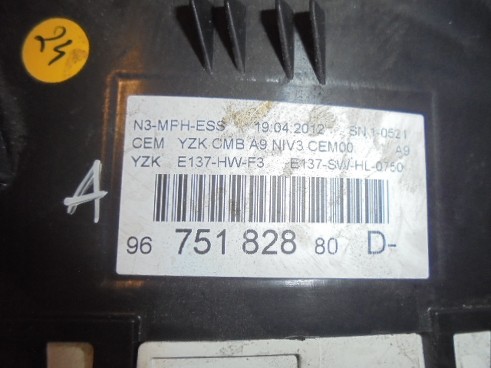 24
N3-MPH-ESS 19.04.2012 SN 1-0521
CEM YZK CMB A9 NIV3 CEM00 A9
YZK E137-HW-F3 E137-SW-HL-0750
A
96 751 828 80 D-